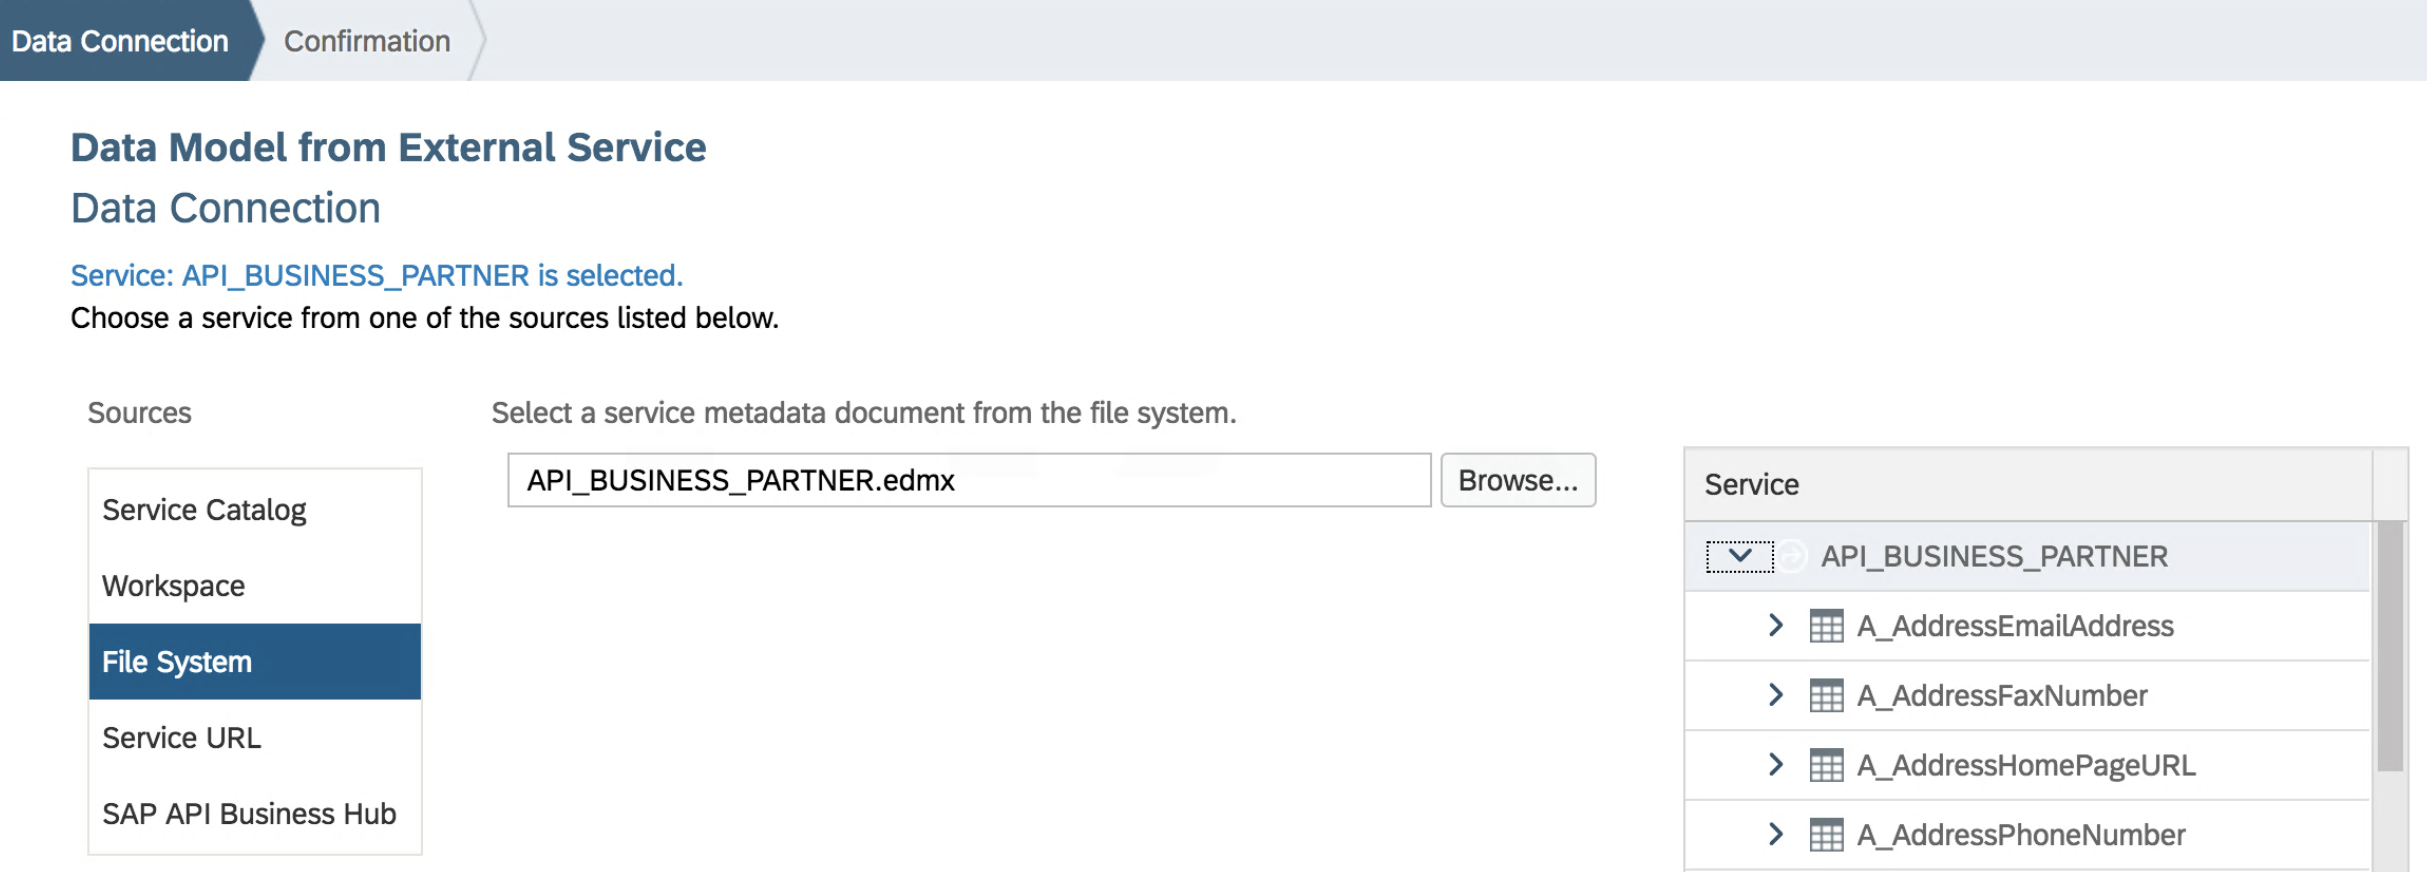 Data Connection
Confirmation
Data Model from External Service
Data Connection
Service: API_BUSINESS_PARTNER is selected.
Choose a service from one of the sources listed below.
Sources
Service Catalog
Workspace
File System
Service URL
SAP API Business Hub
Select a service metadata document from the file system.
API_BUSINESS_PARTNER.edmx
Browse...
Service
API_BUSINESS_PARTNER
A_AddressEmailAddress
A_AddressFaxNumber
A_AddressHomePageURL
A_AddressPhoneNumber